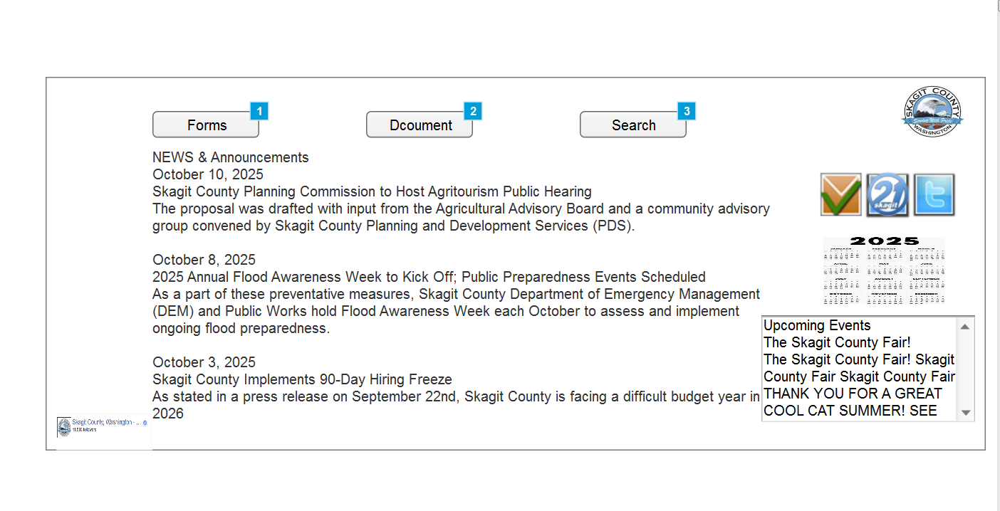 1
2
3
Forms
Dcument
Search
SKAGIT COUNTY
Serving With Pride
WASHINGTON
NEWS & Announcements
October 10, 2025
Skagit County Planning Commission to Host Agritourism Public Hearing
The proposal was drafted with input from the Agricultural Advisory Board and a community advisory
group convened by Skagit County Planning and Development Services (PDS).
21
skagit
t
2025
October 8, 2025
2025 Annual Flood Awareness Week to Kick Off; Public Preparedness Events Scheduled
As a part of these preventative measures, Skagit County Department of Emergency Management
(DEM) and Public Works hold Flood Awareness Week each October to assess and implement
ongoing flood preparedness.
October 3, 2025
Skagit County Implements 90-Day Hiring Freeze
As stated in a press release on September 22nd, Skagit County is facing a difficult budget year in
2026
Upcoming Events
The Skagit County Fair!
The Skagit County Fair! Skagit
County Fair Skagit County Fair
THANK YOU FOR A GREAT
COOL CAT SUMMER! SEE
Skagit County, Washington - ...
followers